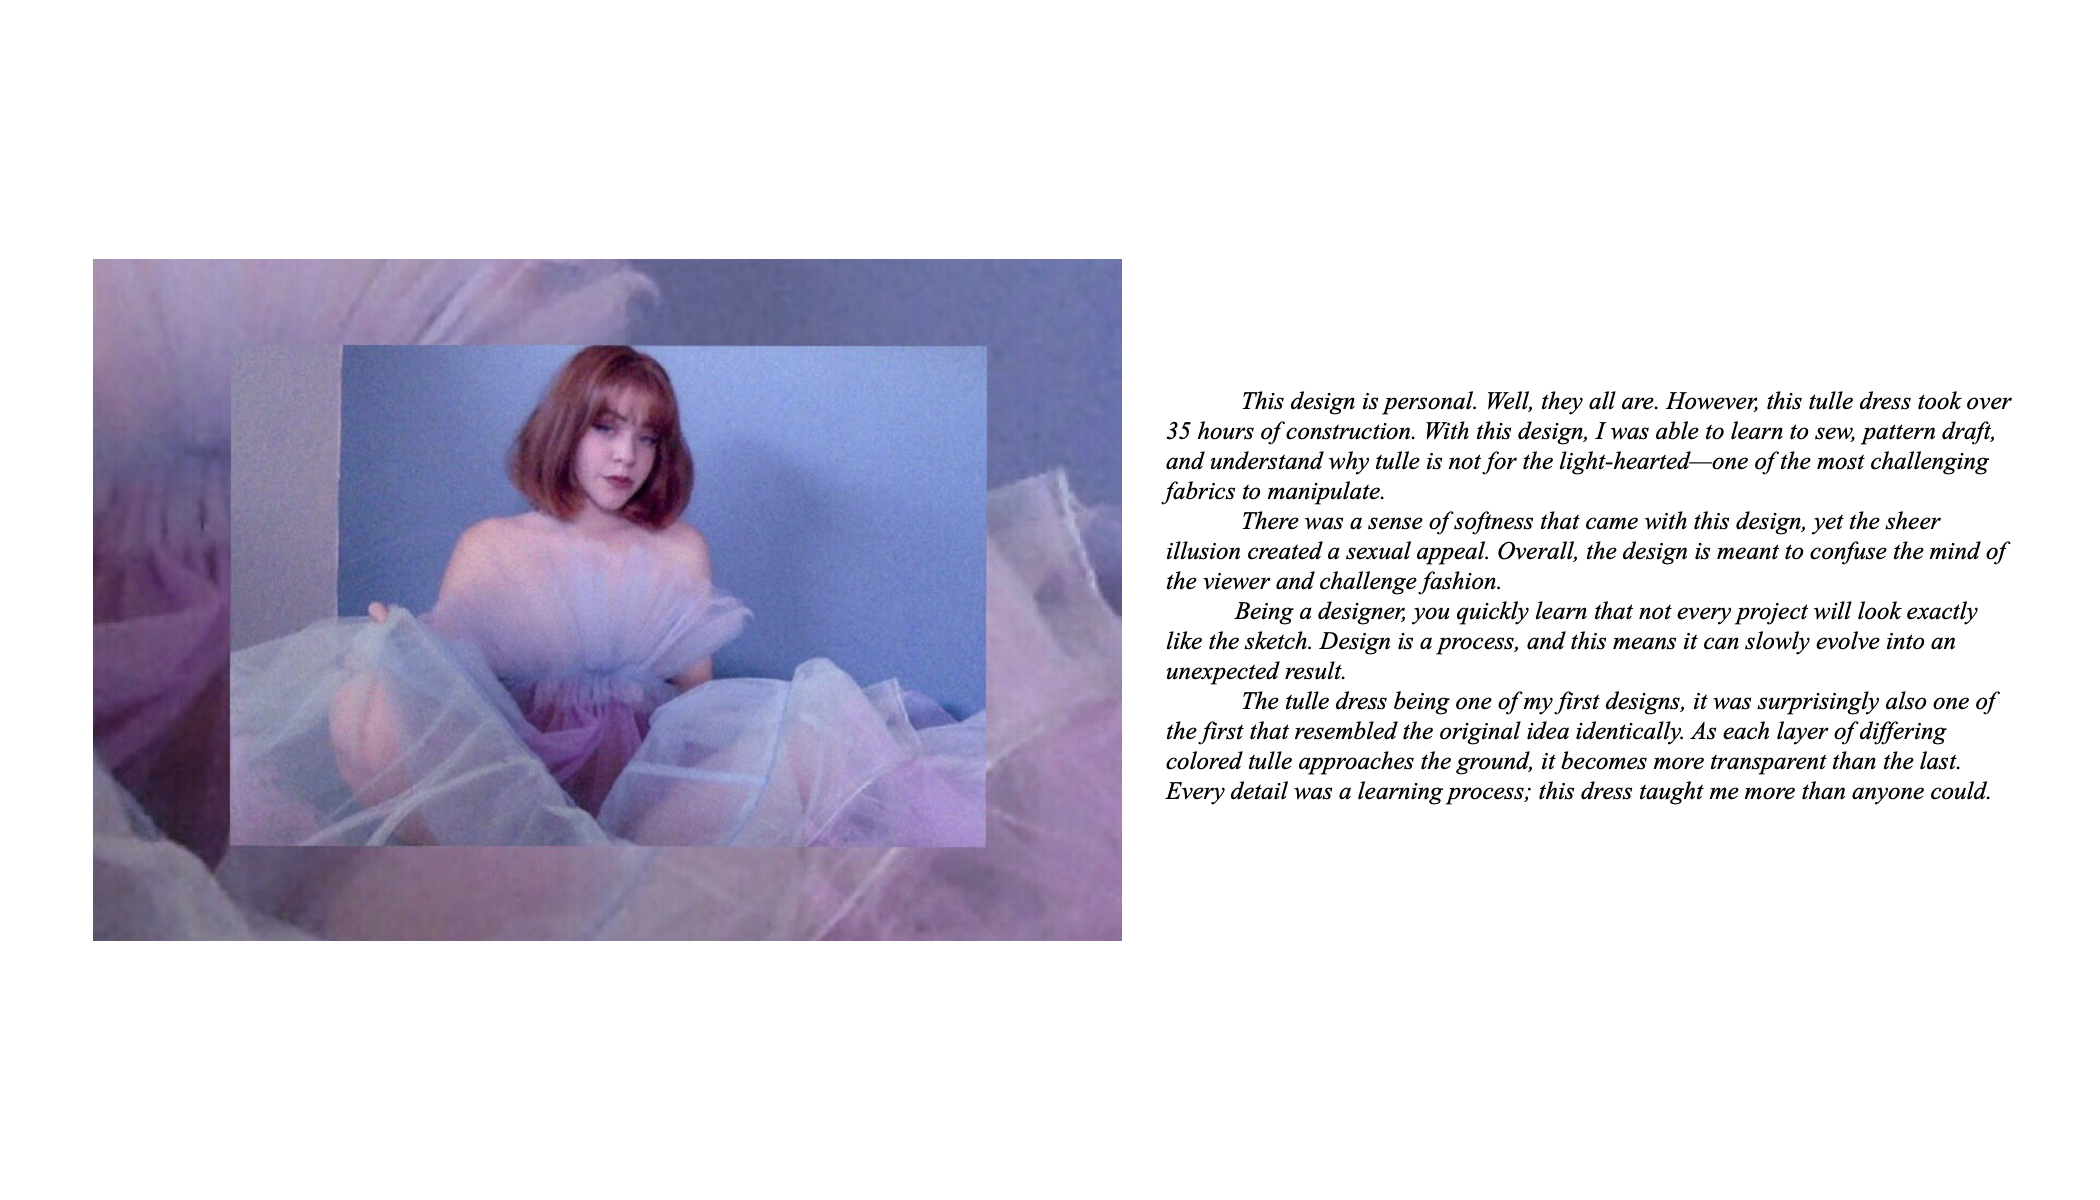 This design is personal. Well, they all are. However, this tulle dress took over
35 hours of construction. With this design, I was able to learn to sew, pattern draft,
and understand why tulle is not for the light-hearted—one of the most challenging
fabrics to manipulate.
There was a sense of softness that came with this design, yet the sheer
illusion created a sexual appeal. Overall, the design is meant to confuse the mind of
the viewer and challenge fashion.
Being a designer, you quickly learn that not every project will look exactly
like the sketch. Design is a process, and this means it can slowly evolve into an
unexpected result.
The tulle dress being one of my first designs, it was surprisingly also one of
the first that resembled the original idea identically. As each layer of differing
colored tulle approaches the ground, it becomes more transparent than the last.
Every detail was a learning process; this dress taught me more than anyone could.